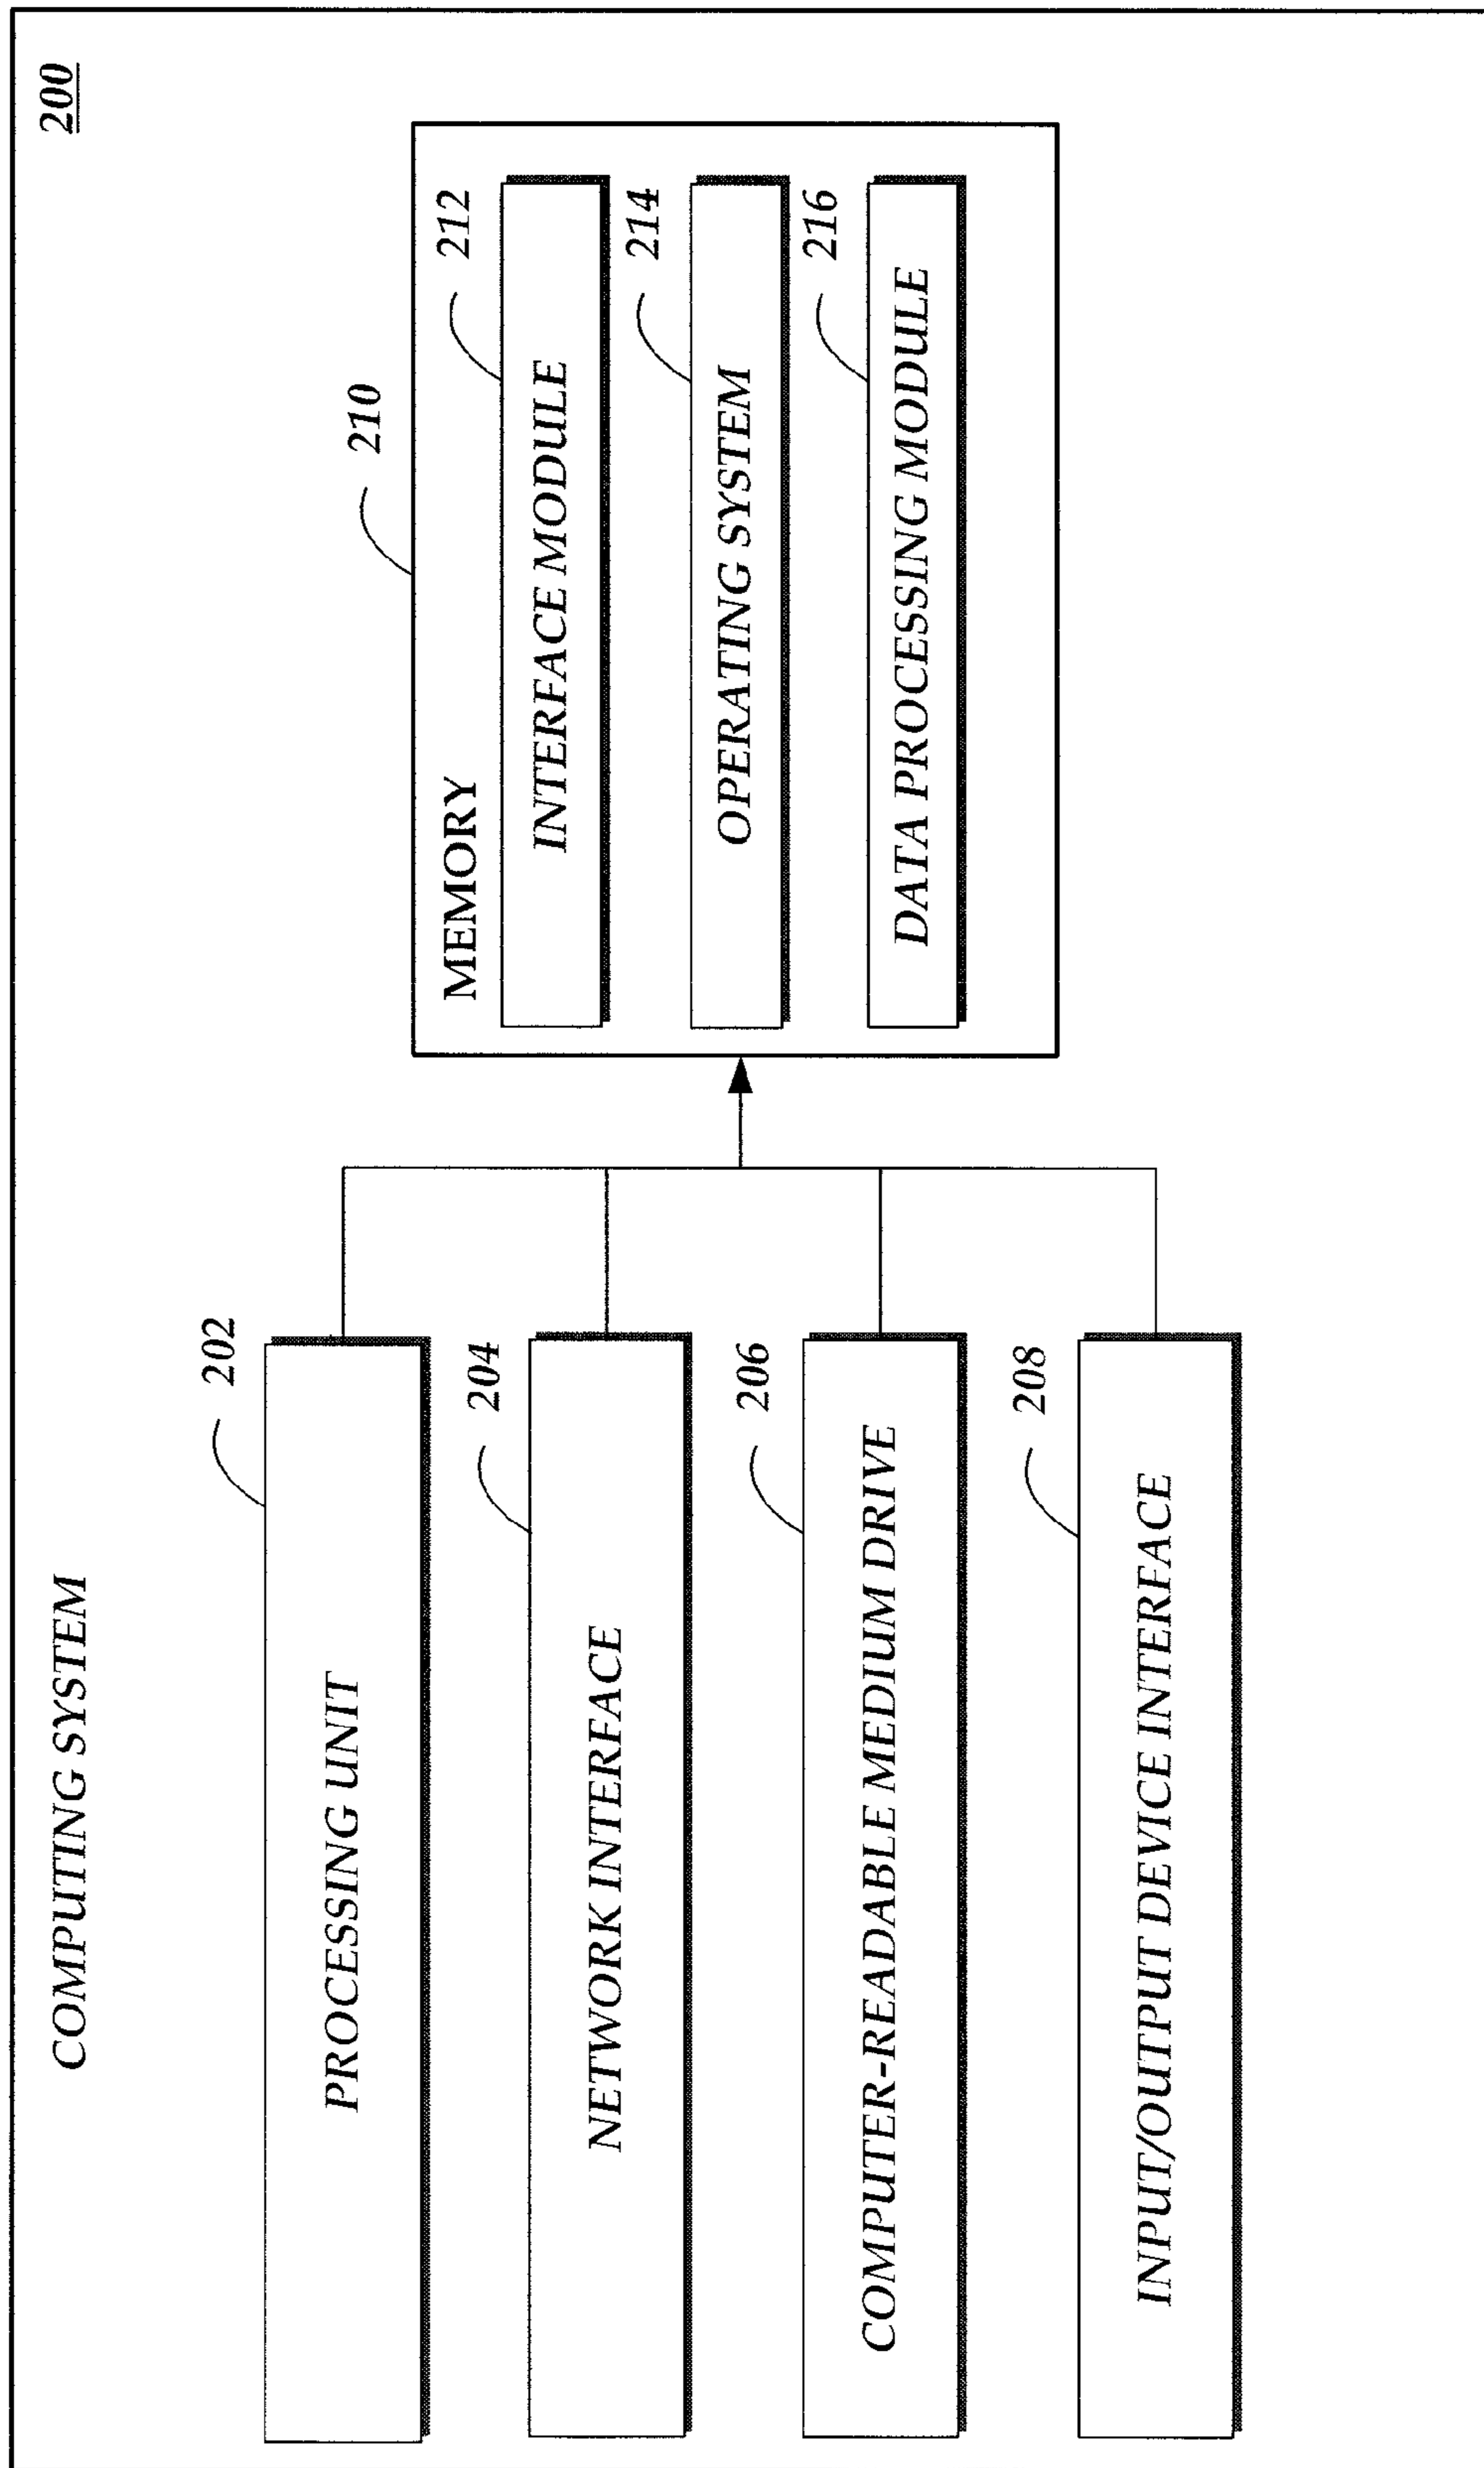 COMPUTING SYSTEM
200
202
PROCESSING UNIT
204
NETWORK INTERFACE
206
COMPUTER-READABLE MEDIUM DRIVE
208
INPUT/OUTPUT DEVICE INTERFACE
210
MEMORY
212
INTERFACE MODULE
214
OPERATING SYSTEM
216
DATA PROCESSING MODULE